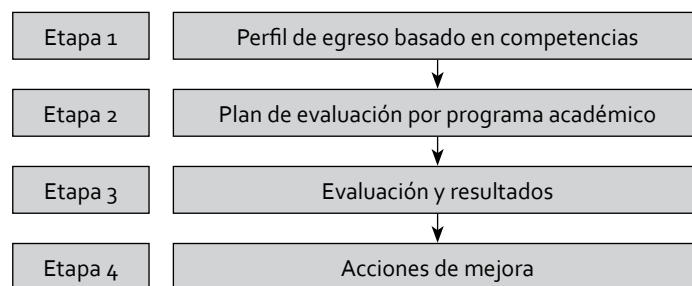 Etapa 1 Perfil de egreso basado en competencias
Etapa 2 Plan de evaluación por programa académico
Etapa 3 Evaluación y resultados
Etapa 4 Acciones de mejora